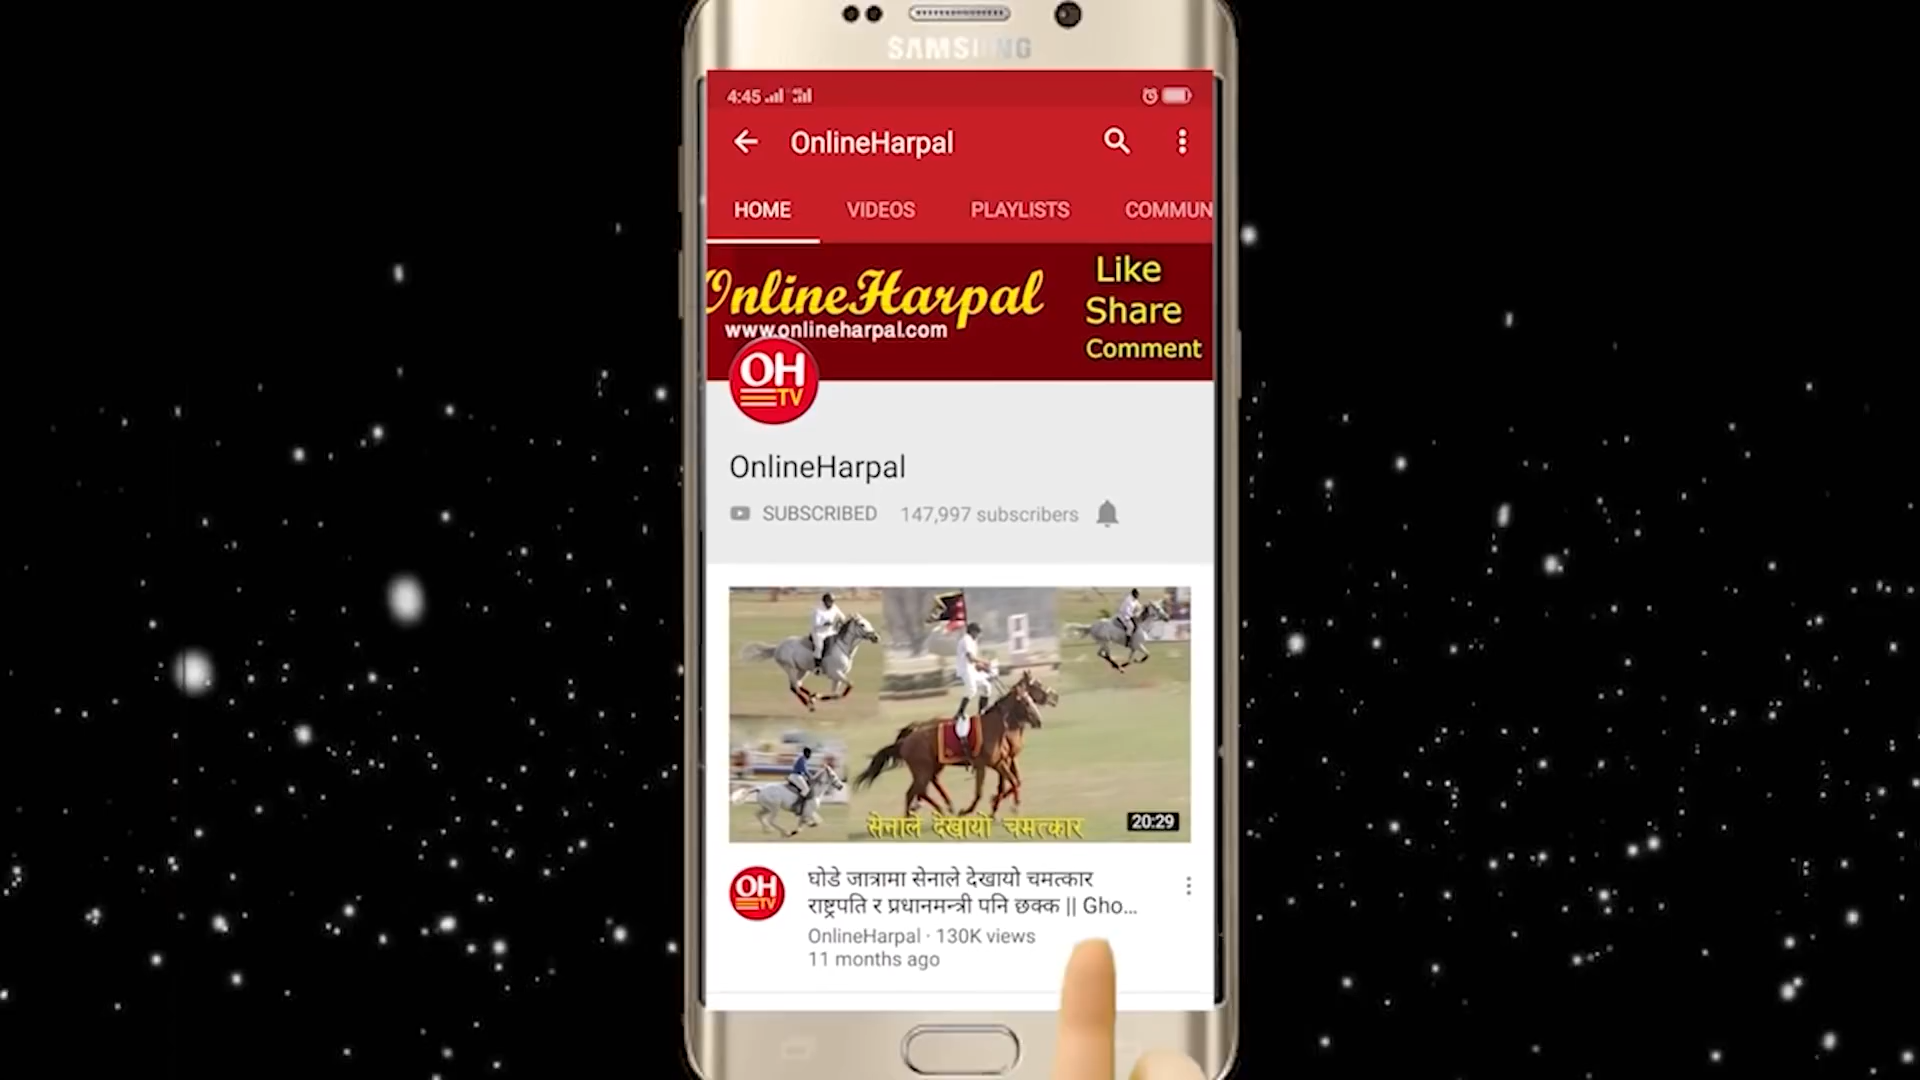 SAMSUNG
4:45
OnlineHarpal
HOME VIDEOS PLAYLISTS COMMUN
OnlineHarpal
www.onlineharpal.com
Like
Share
Comment
OH
TV
OnlineHarpal
SUBSCRIBED 147,997 subscribers
सेनाले देखायो चमत्कार
20:29
OH
TV
घोडे जात्रामा सेनाले देखायो चमत्कार
राष्ट्रपति र प्रधानमन्त्री पनि छक्क || Gho...
OnlineHarpal · 130K views
11 months ago